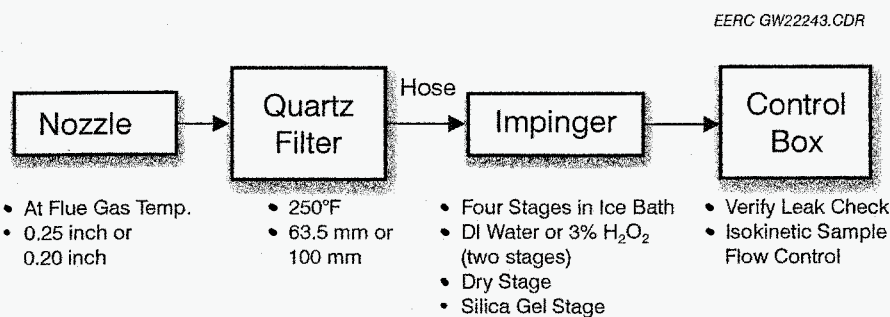 EERC GW22243.CDR
Nozzle
Quartz
Filter
Hose
Impinger
Control
Box
• At Flue Gas Temp.
• 0.25 inch or
0.20 inch
• 250°F
• 63.5 mm or
100 mm
• Four Stages in Ice Bath
• DI Water or 3% H₂O₂
(two stages)
• Dry Stage
• Silica Gel Stage
• Verify Leak Check
• Isokinetic Sample
Flow Control